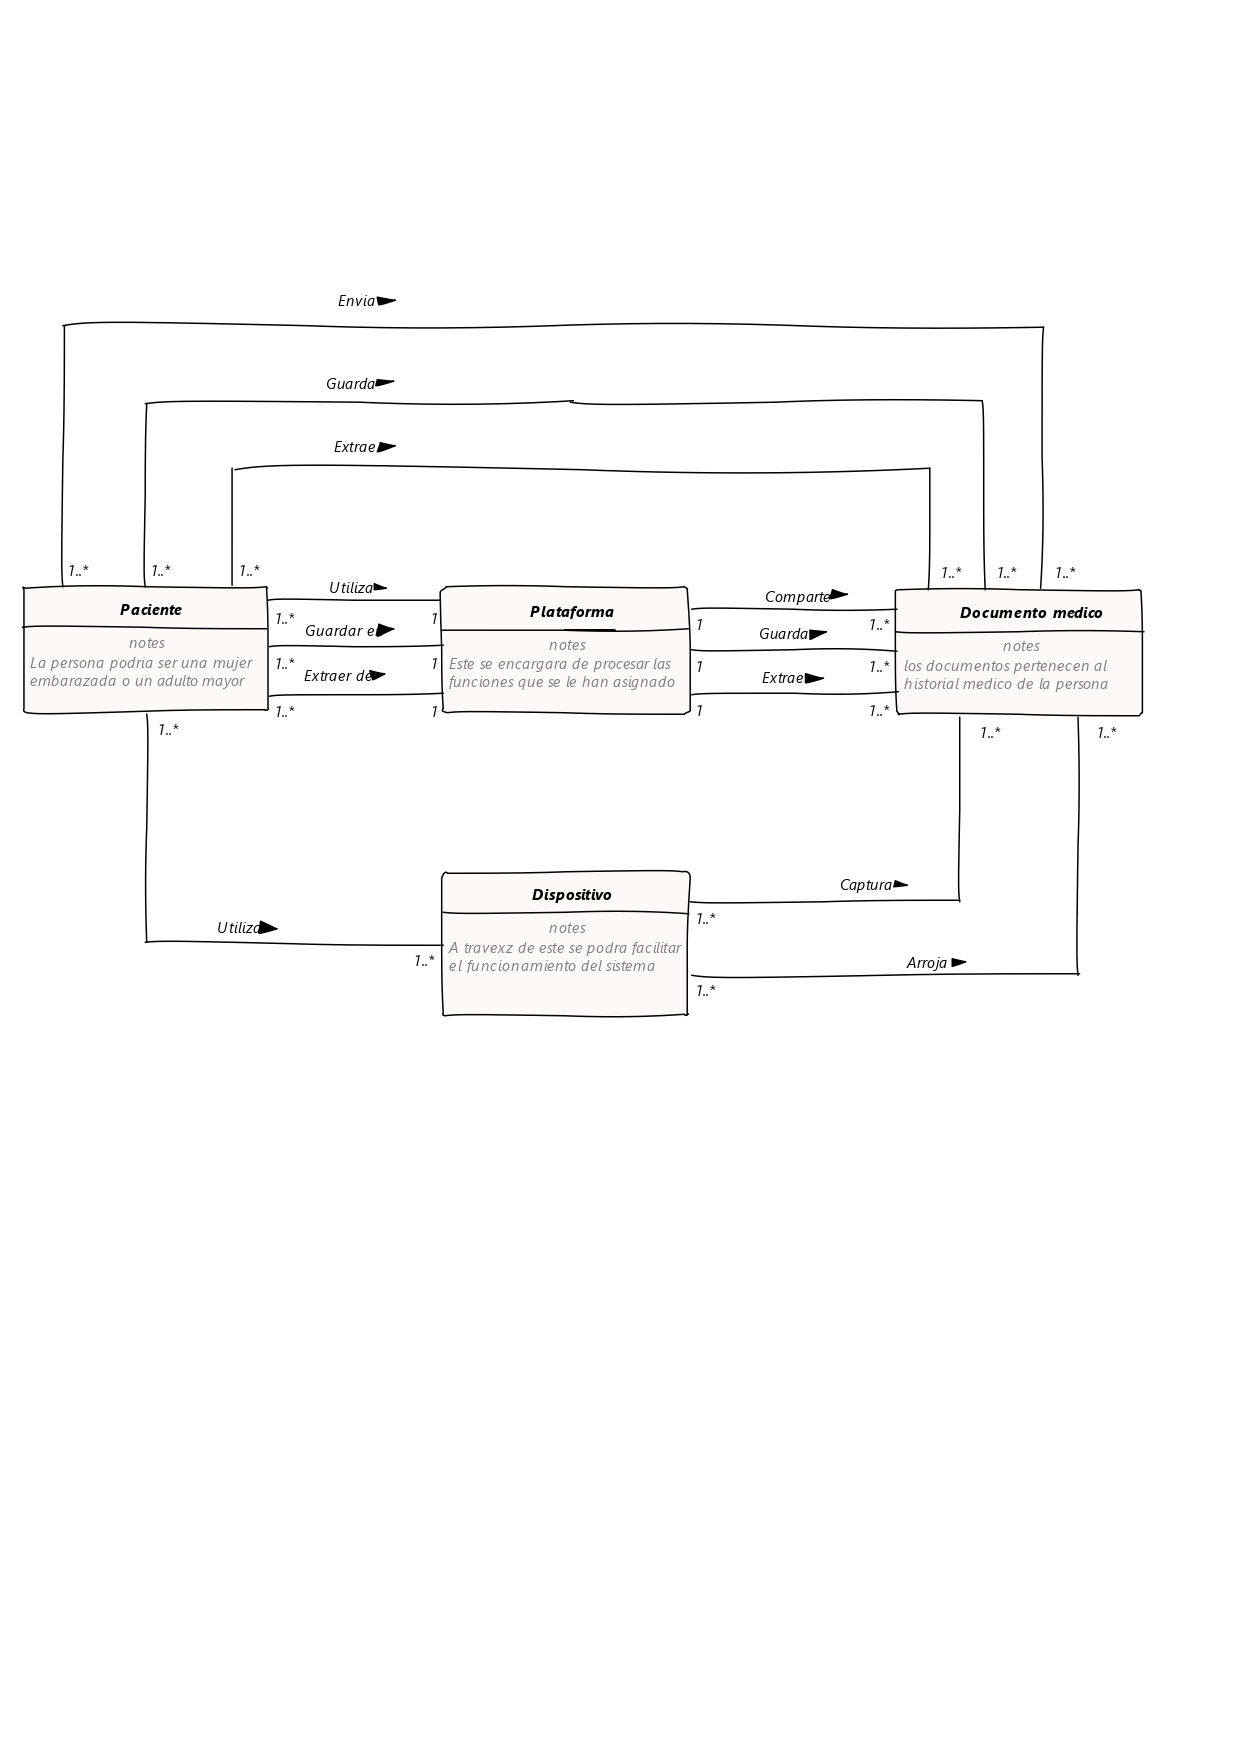 Envia
Guarda
Extrae
1..* 1..* 1..* 1..* 1..* 1..*
Utiliza
Comparte
Paciente
Plataforma
Documento medico
1..* 1 1 1..*
Guardar e
Guarda
notes
notes
notes
La persona podria ser una mujer
embarazada o un adulto mayor
Este se encargara de procesar las
funciones que se le han asignado
los documentos pertenecen al
historial medico de la persona
1..* 1 1 1..*
Extraer de
Extrae
1..* 1 1 1..*
1..* 1..* 1..*
Captura
Dispositivo
1..*
Utiliza
notes
A travexz de este se podra facilitar
el funcionamiento del sistema
1..*
Arroja
1..*